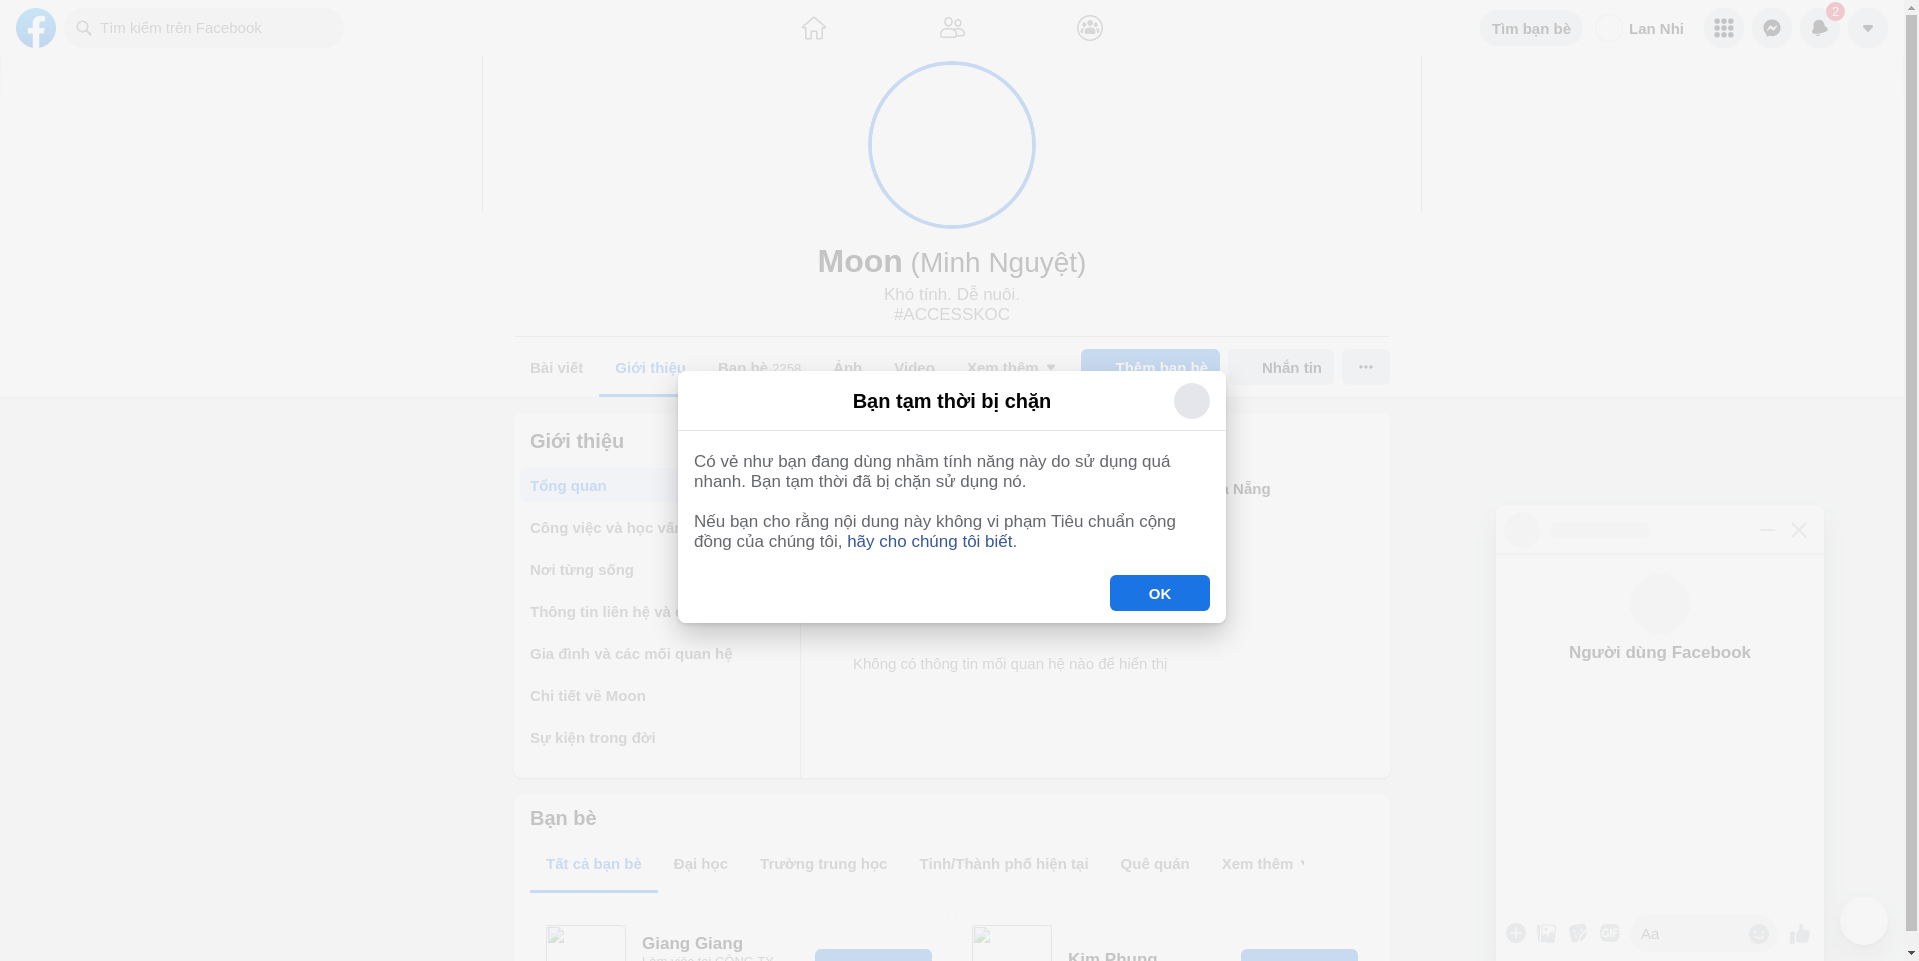 Tìm kiếm trên Facebook
Tìm bạn bè
Lan Nhi
2
Moon (Minh Nguyệt)
Khó tính. Dễ nuôi.
#ACCESSKOC
Bài viết
Giới thiệu
Bạn bè 2258
Ảnh
Video
Xem thêm
Thêm bạn bè
Nhắn tin
Bạn tạm thời bị chặn
Có vẻ như bạn đang dùng nhầm tính năng này do sử dụng quá
nhanh. Bạn tạm thời đã bị chặn sử dụng nó.
Nếu bạn cho rằng nội dung này không vi phạm Tiêu chuẩn cộng
đồng của chúng tôi, hãy cho chúng tôi biết.
OK
Giới thiệu
Tổng quan
Công việc và học vấn
Nơi từng sống
Thông tin liên hệ và
Gia đình và các mối quan hệ
Chi tiết về Moon
Sự kiện trong đời
Nẵng
Không có thông tin mối quan hệ nào để hiển thị
Bạn bè
Tất cả bạn bè
Đại học
Trường trung học
Tỉnh/Thành phố hiện tại
Quê quán
Xem thêm
Giang Giang
Làm việc tại CÔNG TY
Kim Phung
Người dùng Facebook
GIF
Aa